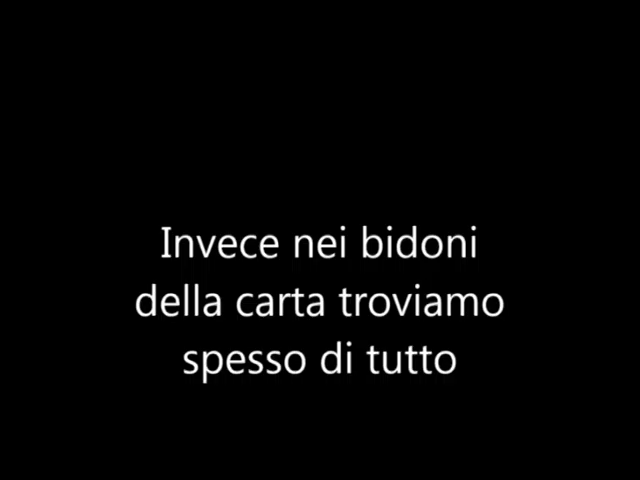 Invece nei bidoni
della carta troviamo
spesso di tutto